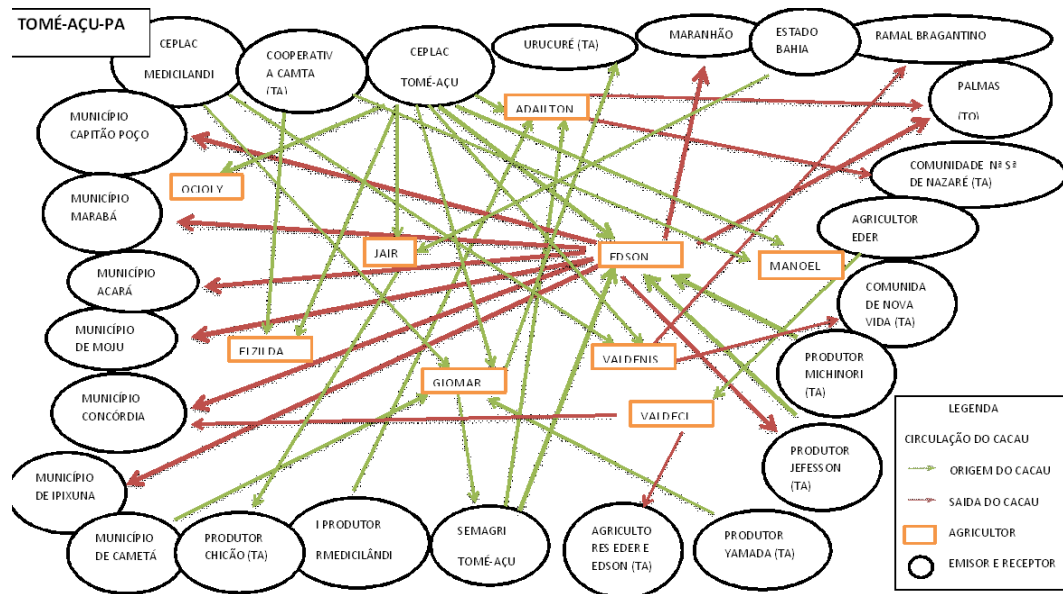 TOMÉ-AÇU-PA
CEPLAC
MEDICILANDI
COOPERATIV
A CAMTA
(TA)
CEPLAC
TOMÉ-AÇU
URUCURÉ (TA)
MARANHÃO
ESTADO
BAHIA
RAMAL BRAGANTINO
PALMAS
(TO)
MUNICÍPIO
CAPITÃO POÇO
ADAILTON
COMUNIDADE Nª Sª
DE NAZARÉ (TA)
OCIOLY
MUNICÍPIO
MARABÁ
AGRICULTOR
EDER
JAIR
EDSON
MANOEL
MUNICÍPIO
ACARÁ
COMUNIDA
DE NOVA
VIDA (TA)
MUNICÍPIO
DE MOJU
ELZILDA
VALDENIS
PRODUTOR
MICHINORI
(TA)
GIOMAR
MUNICÍPIO
CONCÓRDIA
VALDECI
PRODUTOR
JEFESSON
(TA)
MUNICÍPIO
DE IPIXUNA
MUNICÍPIO
DE CAMETÁ
PRODUTOR
CHICÃO (TA)
I PRODUTOR
RMEDICILÂNDI
SEMAGRI
TOMÉ-AÇU
AGRICULTO
RES EDER E
EDSON (TA)
PRODUTOR
YAMADA (TA)
LEGENDA
CIRCULAÇÃO DO CACAU
ORIGEM DO CACAU
SAIDA DO CACAU
AGRICULTOR
EMISOR E RECEPTOR